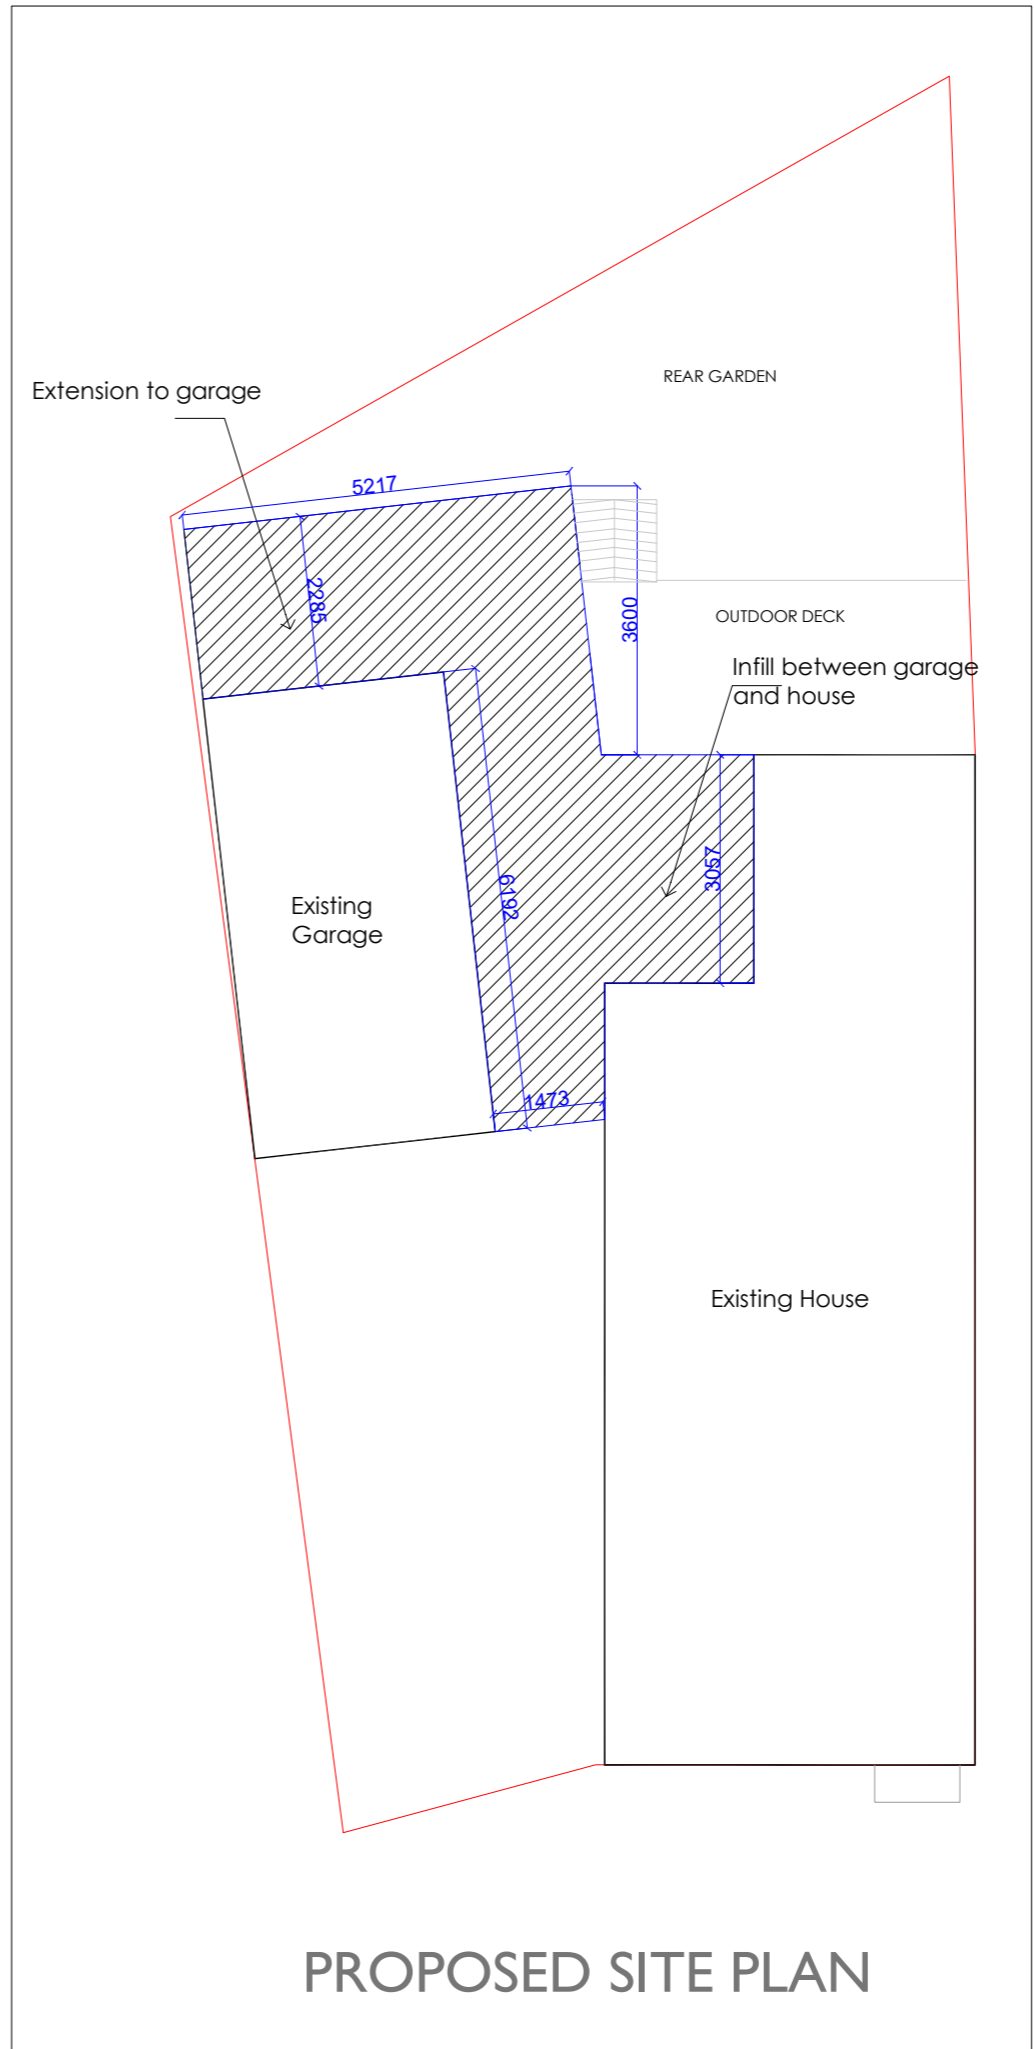 REAR GARDEN
Extension to garage
5217
2285
3600
OUTDOOR DECK
Infill between garage
and house
3057
6192
Existing
Garage
1473
Existing House
PROPOSED SITE PLAN